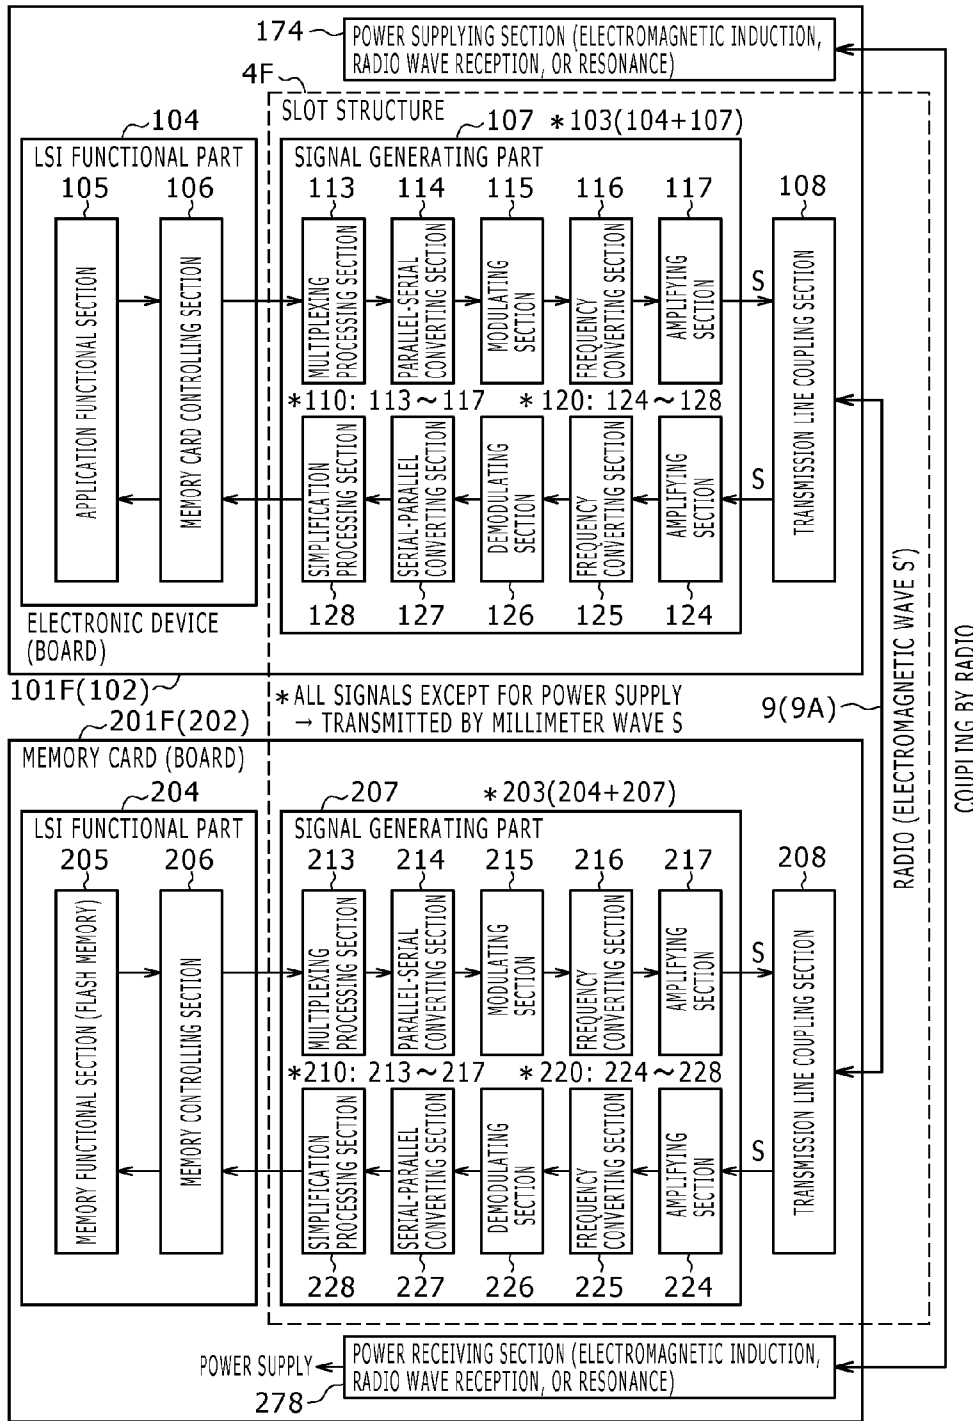 174
POWER SUPPLYING SECTION (ELECTROMAGNETIC INDUCTION,
RADIO WAVE RECEPTION, OR RESONANCE)
4F
SLOT STRUCTURE
104
LSI FUNCTIONAL PART
107
*103(104+107)
SIGNAL GENERATING PART
105
106
113
114
115
116
117
108
APPLICATION FUNCTIONAL SECTION
MEMORY CARD CONTROLLING SECTION
MULTIPLEXING
PROCESSING SECTION
PARALLEL-SERIAL
CONVERTING SECTION
MODULATING
SECTION
FREQUENCY
CONVERTING SECTION
AMPLIFYING
SECTION
S
TRANSMISSION LINE COUPLING SECTION
*110: 113~117
*120: 124~128
SIMPLIFICATION
PROCESSING SECTION
SERIAL-PARALLEL
CONVERTING SECTION
DEMODULATING
SECTION
FREQUENCY
CONVERTING SECTION
AMPLIFYING
SECTION
S
128
127
126
125
124
ELECTRONIC DEVICE
(BOARD)
101F(102)
*ALL SIGNALS EXCEPT FOR POWER SUPPLY
→ TRANSMITTED BY MILLIMETER WAVE S
9(9A)
RADIO (ELECTROMAGNETIC WAVE S')
COUPLING BY RADIO
201F(202)
MEMORY CARD (BOARD)
204
LSI FUNCTIONAL PART
207
*203(204+207)
SIGNAL GENERATING PART
205
206
213
214
215
216
217
208
MEMORY FUNCTIONAL SECTION (FLASH MEMORY)
MEMORY CONTROLLING SECTION
MULTIPLEXING
PROCESSING SECTION
PARALLEL-SERIAL
CONVERTING SECTION
MODULATING
SECTION
FREQUENCY
CONVERTING SECTION
AMPLIFYING
SECTION
S
TRANSMISSION LINE COUPLING SECTION
*210: 213~217
*220: 224~228
SIMPLIFICATION
PROCESSING SECTION
SERIAL-PARALLEL
CONVERTING SECTION
DEMODULATING
SECTION
FREQUENCY
CONVERTING SECTION
AMPLIFYING
SECTION
S
228
227
226
225
224
POWER SUPPLY
POWER RECEIVING SECTION (ELECTROMAGNETIC INDUCTION,
RADIO WAVE RECEPTION, OR RESONANCE)
278